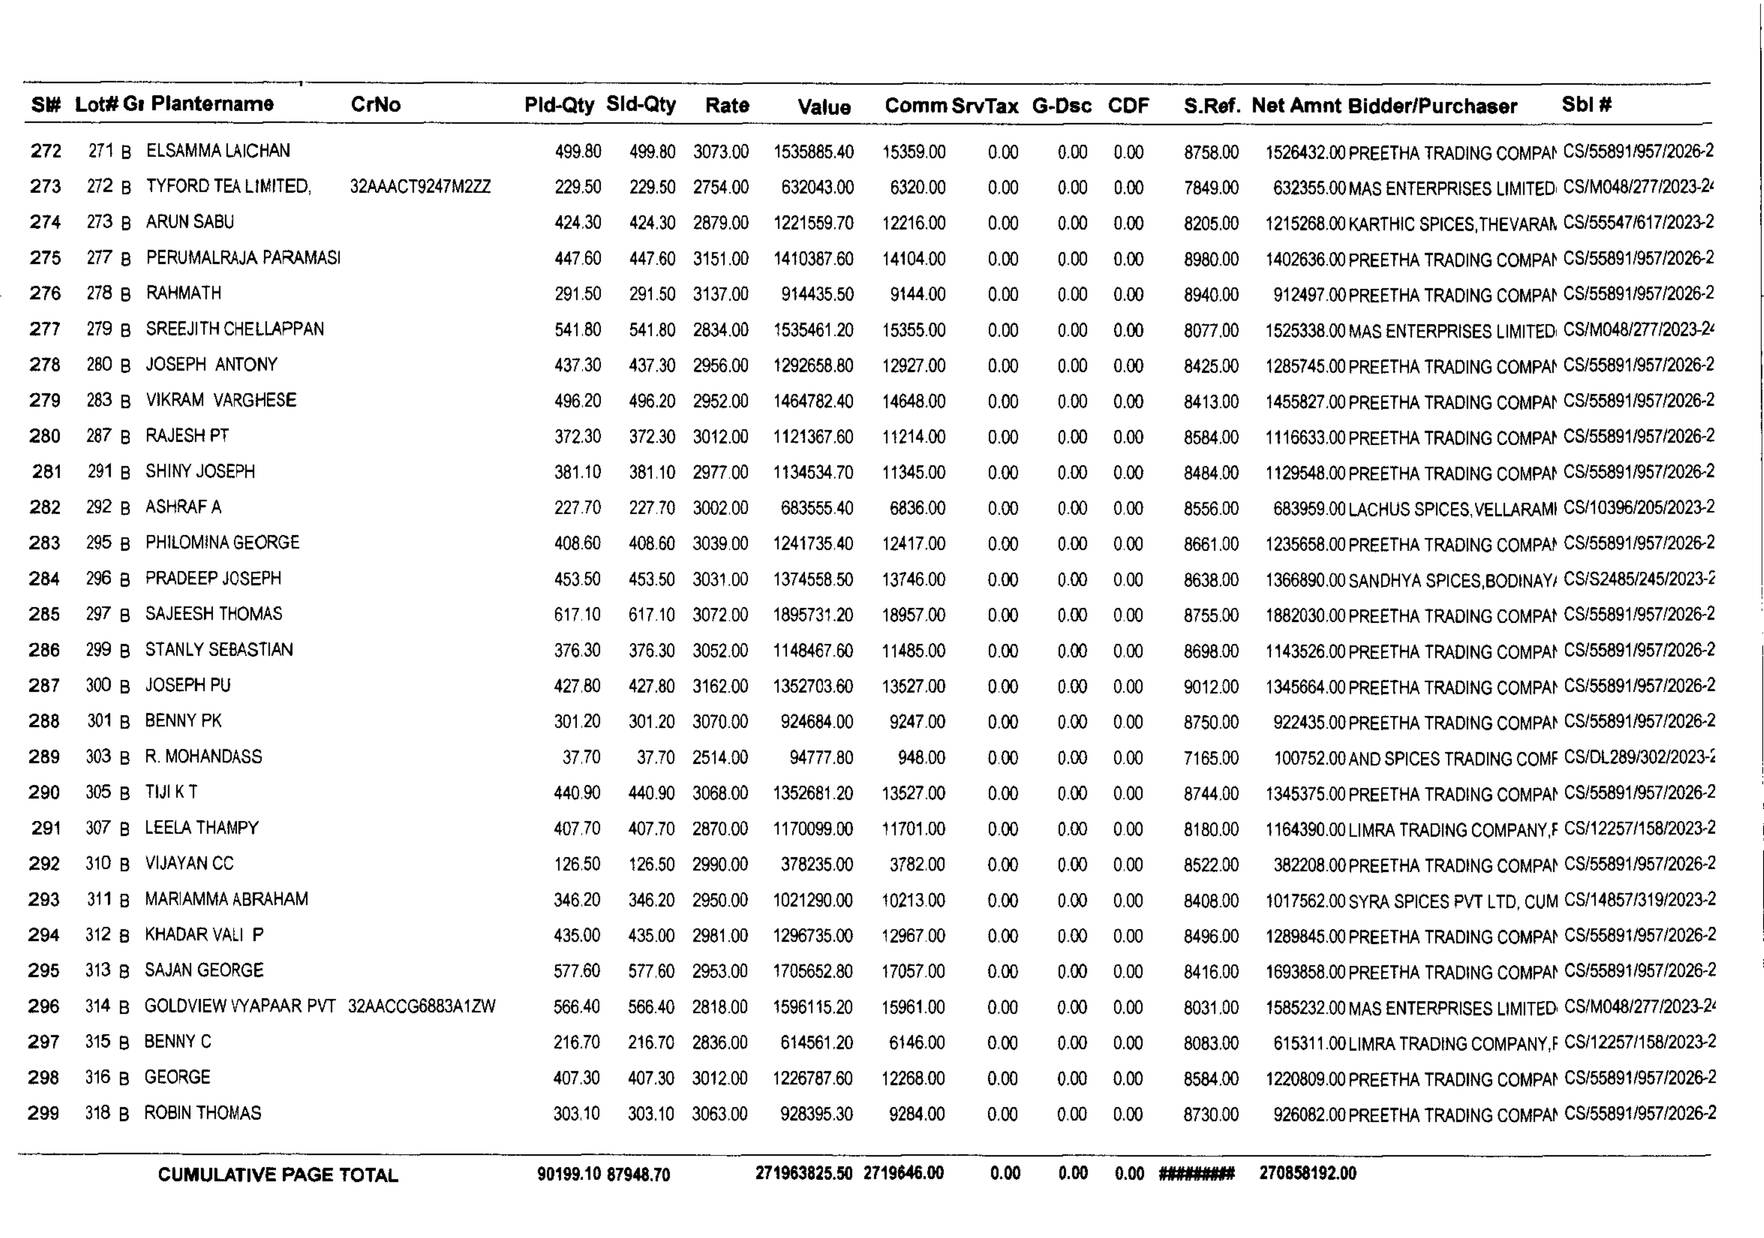 Sl# Lot# Gr Plantername CrNo Pld-Qty Sld-Qty Rate Value Comm SrvTax G-Dsc CDF S.Ref. Net Amnt Bidder/Purchaser Sbl #
272 271 B ELSAMMA LAICHAN 499.80 499.80 3073.00 1535885.40 15359.00 0.00 0.00 0.00 8758.00 1526432.00 PREETHA TRADING COMPAN CS/55891/957/2026-2
273 272 B TYFORD TEA LIMITED, 32AAACT9247M2ZZ 229.50 229.50 2754.00 632043.00 6320.00 0.00 0.00 0.00 7849.00 632355.00 MAS ENTERPRISES LIMITED CS/M048/277/2023-24
274 273 B ARUN SABU 424.30 424.30 2879.00 1221559.70 12216.00 0.00 0.00 0.00 8205.00 1215268.00 KARTHIC SPICES,THEVARAM CS/55547/617/2023-2
275 277 B PERUMALRAJA PARAMASI 447.60 447.60 3151.00 1410387.60 14104.00 0.00 0.00 0.00 8980.00 1402636.00 PREETHA TRADING COMPAN CS/55891/957/2026-2
276 278 B RAHMATH 291.50 291.50 3137.00 914435.50 9144.00 0.00 0.00 0.00 8940.00 912497.00 PREETHA TRADING COMPAN CS/55891/957/2026-2
277 279 B SREEJITH CHELLAPPAN 541.80 541.80 2834.00 1535461.20 15355.00 0.00 0.00 0.00 8077.00 1525338.00 MAS ENTERPRISES LIMITED CS/M048/277/2023-24
278 280 B JOSEPH ANTONY 437.30 437.30 2956.00 1292658.80 12927.00 0.00 0.00 0.00 8425.00 1285745.00 PREETHA TRADING COMPAN CS/55891/957/2026-2
279 283 B VIKRAM VARGHESE 496.20 496.20 2952.00 1464782.40 14648.00 0.00 0.00 0.00 8413.00 1455827.00 PREETHA TRADING COMPAN CS/55891/957/2026-2
280 287 B RAJESH PT 372.30 372.30 3012.00 1121367.60 11214.00 0.00 0.00 0.00 8584.00 1116633.00 PREETHA TRADING COMPAN CS/55891/957/2026-2
281 291 B SHINY JOSEPH 381.10 381.10 2977.00 1134534.70 11345.00 0.00 0.00 0.00 8484.00 1129548.00 PREETHA TRADING COMPAN CS/55891/957/2026-2
282 292 B ASHRAF A 227.70 227.70 3002.00 683555.40 6836.00 0.00 0.00 0.00 8556.00 683959.00 LACHUS SPICES,VELLARAMI CS/10396/205/2023-2
283 295 B PHILOMINA GEORGE 408.60 408.60 3039.00 1241735.40 12417.00 0.00 0.00 0.00 8661.00 1235658.00 PREETHA TRADING COMPAN CS/55891/957/2026-2
284 296 B PRADEEP JOSEPH 453.50 453.50 3031.00 1374558.50 13746.00 0.00 0.00 0.00 8638.00 1366890.00 SANDHYA SPICES,BODINAYA CS/S2485/245/2023-2
285 297 B SAJEESH THOMAS 617.10 617.10 3072.00 1895731.20 18957.00 0.00 0.00 0.00 8755.00 1882030.00 PREETHA TRADING COMPAN CS/55891/957/2026-2
286 299 B STANLY SEBASTIAN 376.30 376.30 3052.00 1148467.60 11485.00 0.00 0.00 0.00 8698.00 1143526.00 PREETHA TRADING COMPAN CS/55891/957/2026-2
287 300 B JOSEPH PU 427.80 427.80 3162.00 1352703.60 13527.00 0.00 0.00 0.00 9012.00 1345664.00 PREETHA TRADING COMPAN CS/55891/957/2026-2
288 301 B BENNY PK 301.20 301.20 3070.00 924684.00 9247.00 0.00 0.00 0.00 8750.00 922435.00 PREETHA TRADING COMPAN CS/55891/957/2026-2
289 303 B R. MOHANDASS 37.70 37.70 2514.00 94777.80 948.00 0.00 0.00 0.00 7165.00 100752.00 AND SPICES TRADING COMF CS/DL289/302/2023-2
290 305 B TIJI K T 440.90 440.90 3068.00 1352681.20 13527.00 0.00 0.00 0.00 8744.00 1345375.00 PREETHA TRADING COMPAN CS/55891/957/2026-2
291 307 B LEELA THAMPY 407.70 407.70 2870.00 1170099.00 11701.00 0.00 0.00 0.00 8180.00 1164390.00 LIMRA TRADING COMPANY,F CS/12257/158/2023-2
292 310 B VIJAYAN CC 126.50 126.50 2990.00 378235.00 3782.00 0.00 0.00 0.00 8522.00 382208.00 PREETHA TRADING COMPAN CS/55891/957/2026-2
293 311 B MARIAMMA ABRAHAM 346.20 346.20 2950.00 1021290.00 10213.00 0.00 0.00 0.00 8408.00 1017562.00 SYRA SPICES PVT LTD, CUM CS/14857/319/2023-2
294 312 B KHADAR VALI P 435.00 435.00 2981.00 1296735.00 12967.00 0.00 0.00 0.00 8496.00 1289845.00 PREETHA TRADING COMPAN CS/55891/957/2026-2
295 313 B SAJAN GEORGE 577.60 577.60 2953.00 1705652.80 17057.00 0.00 0.00 0.00 8416.00 1693858.00 PREETHA TRADING COMPAN CS/55891/957/2026-2
296 314 B GOLDVIEW VYAPAAR PVT 32AACCG6883A1ZW 566.40 566.40 2818.00 1596115.20 15961.00 0.00 0.00 0.00 8031.00 1585232.00 MAS ENTERPRISES LIMITED CS/M048/277/2023-24
297 315 B BENNY C 216.70 216.70 2836.00 614561.20 6146.00 0.00 0.00 0.00 8083.00 615311.00 LIMRA TRADING COMPANY,F CS/12257/158/2023-2
298 316 B GEORGE 407.30 407.30 3012.00 1226787.60 12268.00 0.00 0.00 0.00 8584.00 1220809.00 PREETHA TRADING COMPAN CS/55891/957/2026-2
299 318 B ROBIN THOMAS 303.10 303.10 3063.00 928395.30 9284.00 0.00 0.00 0.00 8730.00 926082.00 PREETHA TRADING COMPAN CS/55891/957/2026-2
CUMULATIVE PAGE TOTAL 90199.10 87948.70 271963825.50 2719646.00 0.00 0.00 0.00 ######### 270858192.00